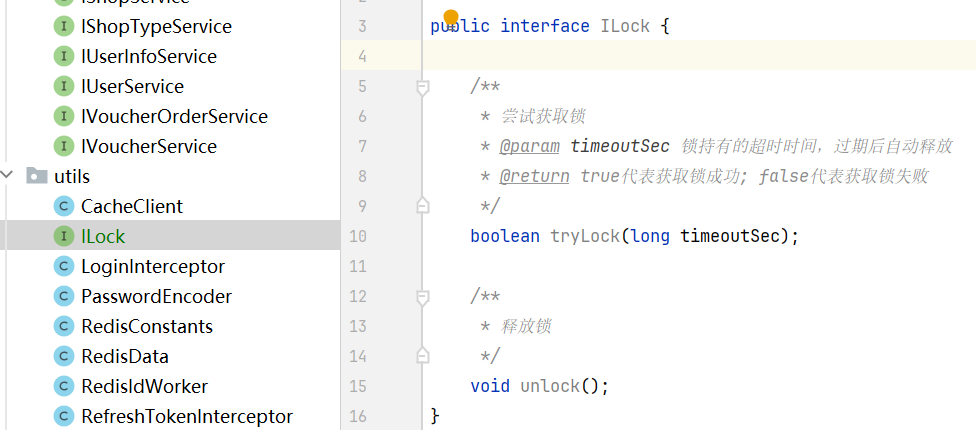 IShopService
IShopTypeService
IUserInfoService
IUserService
IVoucherOrderService
IVoucherService
utils
CacheClient
ILock
LoginInterceptor
PasswordEncoder
RedisConstants
RedisData
RedisIdWorker
RefreshTokenInterceptor
2
3 public interface ILock {
4
5 /**
6 * 尝试获取锁
7 * @param timeoutSec 锁持有的超时时间，过期后自动释放
8 * @return true代表获取锁成功; false代表获取锁失败
9 */
10 boolean tryLock(long timeoutSec);
11
12 /**
13 * 释放锁
14 */
15 void unlock();
16 }